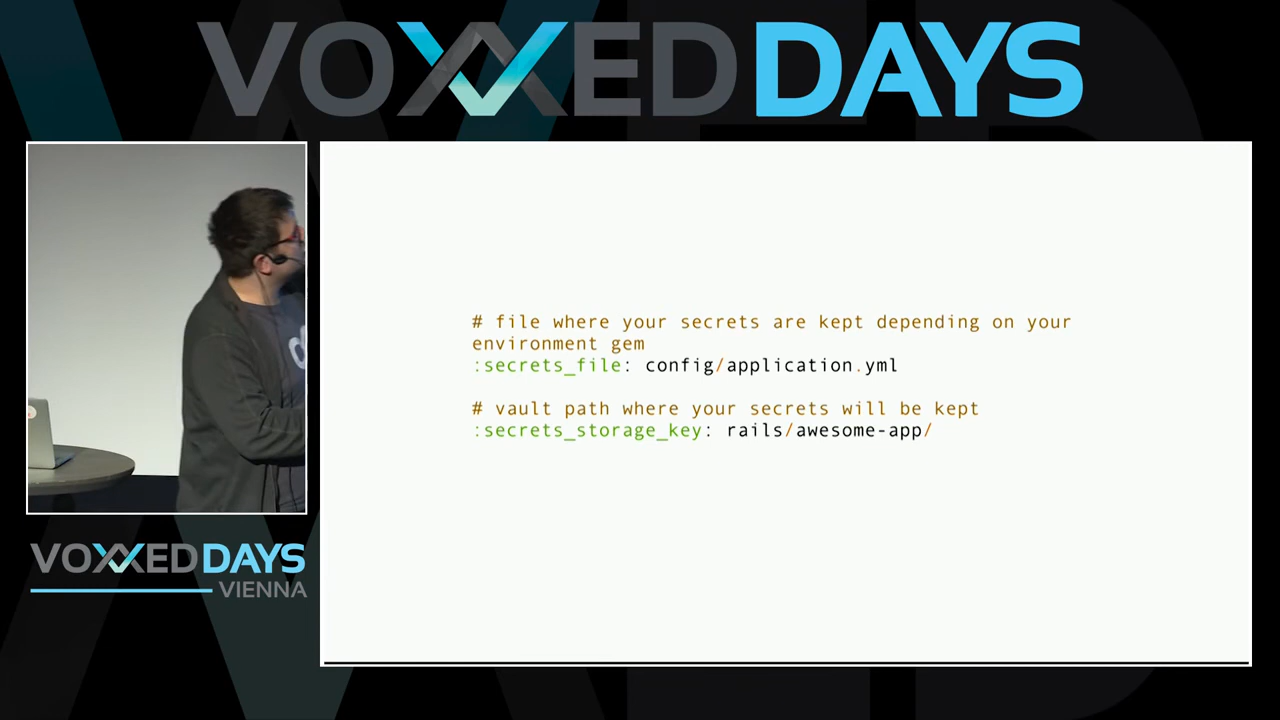 VOXXED DAYS
# file where your secrets are kept depending on your
environment gem
:secrets_file: config/application.yml
# vault path where your secrets will be kept
:secrets_storage_key: rails/awesome-app/
VOXXED DAYS
VIENNA